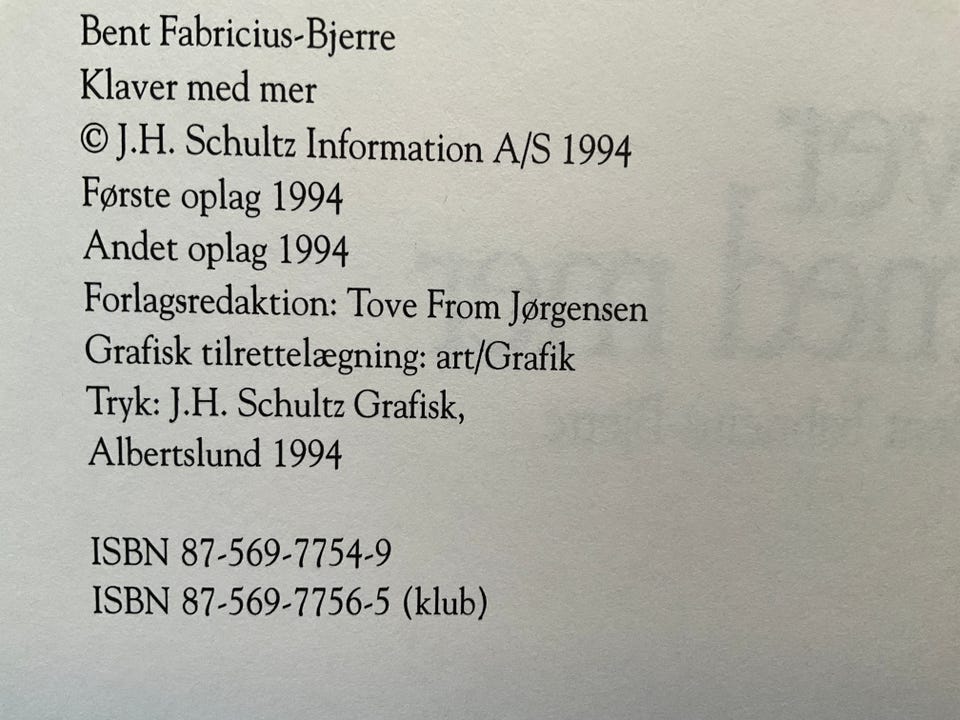 Bent Fabricius-Bjerre
Klaver med mer
© J.H. Schultz Information A/S 1994
Første oplag 1994
Andet oplag 1994
Forlagsredaktion: Tove From Jørgensen
Grafisk tilrettelægning: art/Grafik
Tryk: J.H. Schultz Grafisk,
Albertslund 1994
ISBN 87-569-7754-9
ISBN 87-569-7756-5 (klub)